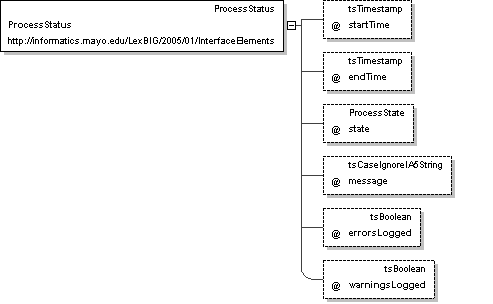 ProcessStatus
ProcessStatus
http://informatics.mayo.edu/LexBIG/2005/01/InterfaceElements
tsTimestamp
@ startTime
tsTimestamp
@ endTime
ProcessState
@ state
tsCaseIgnoreIA5String
@ message
tsBoolean
@ errorsLogged
tsBoolean
@ warningsLogged